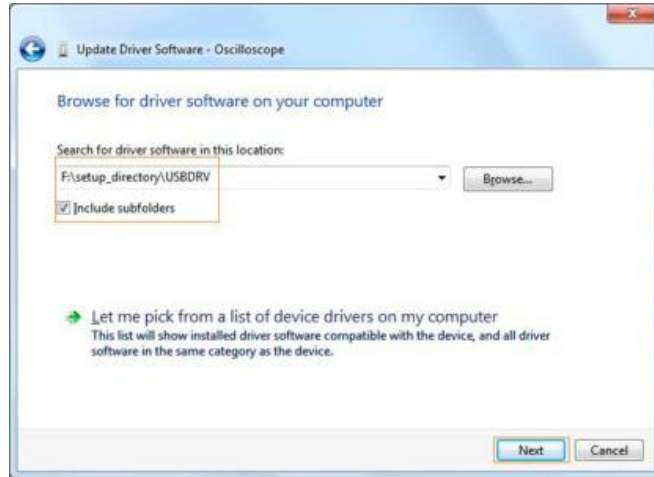 Update Driver Software - Oscilloscope
Browse for driver software on your computer
Search for driver software in this location:
F:\setup_directory\USBDRV
Browse...
Include subfolders
Let me pick from a list of device drivers on my computer
This list will show installed driver software compatible with the device, and all driver
software in the same category as the device.
Next Cancel